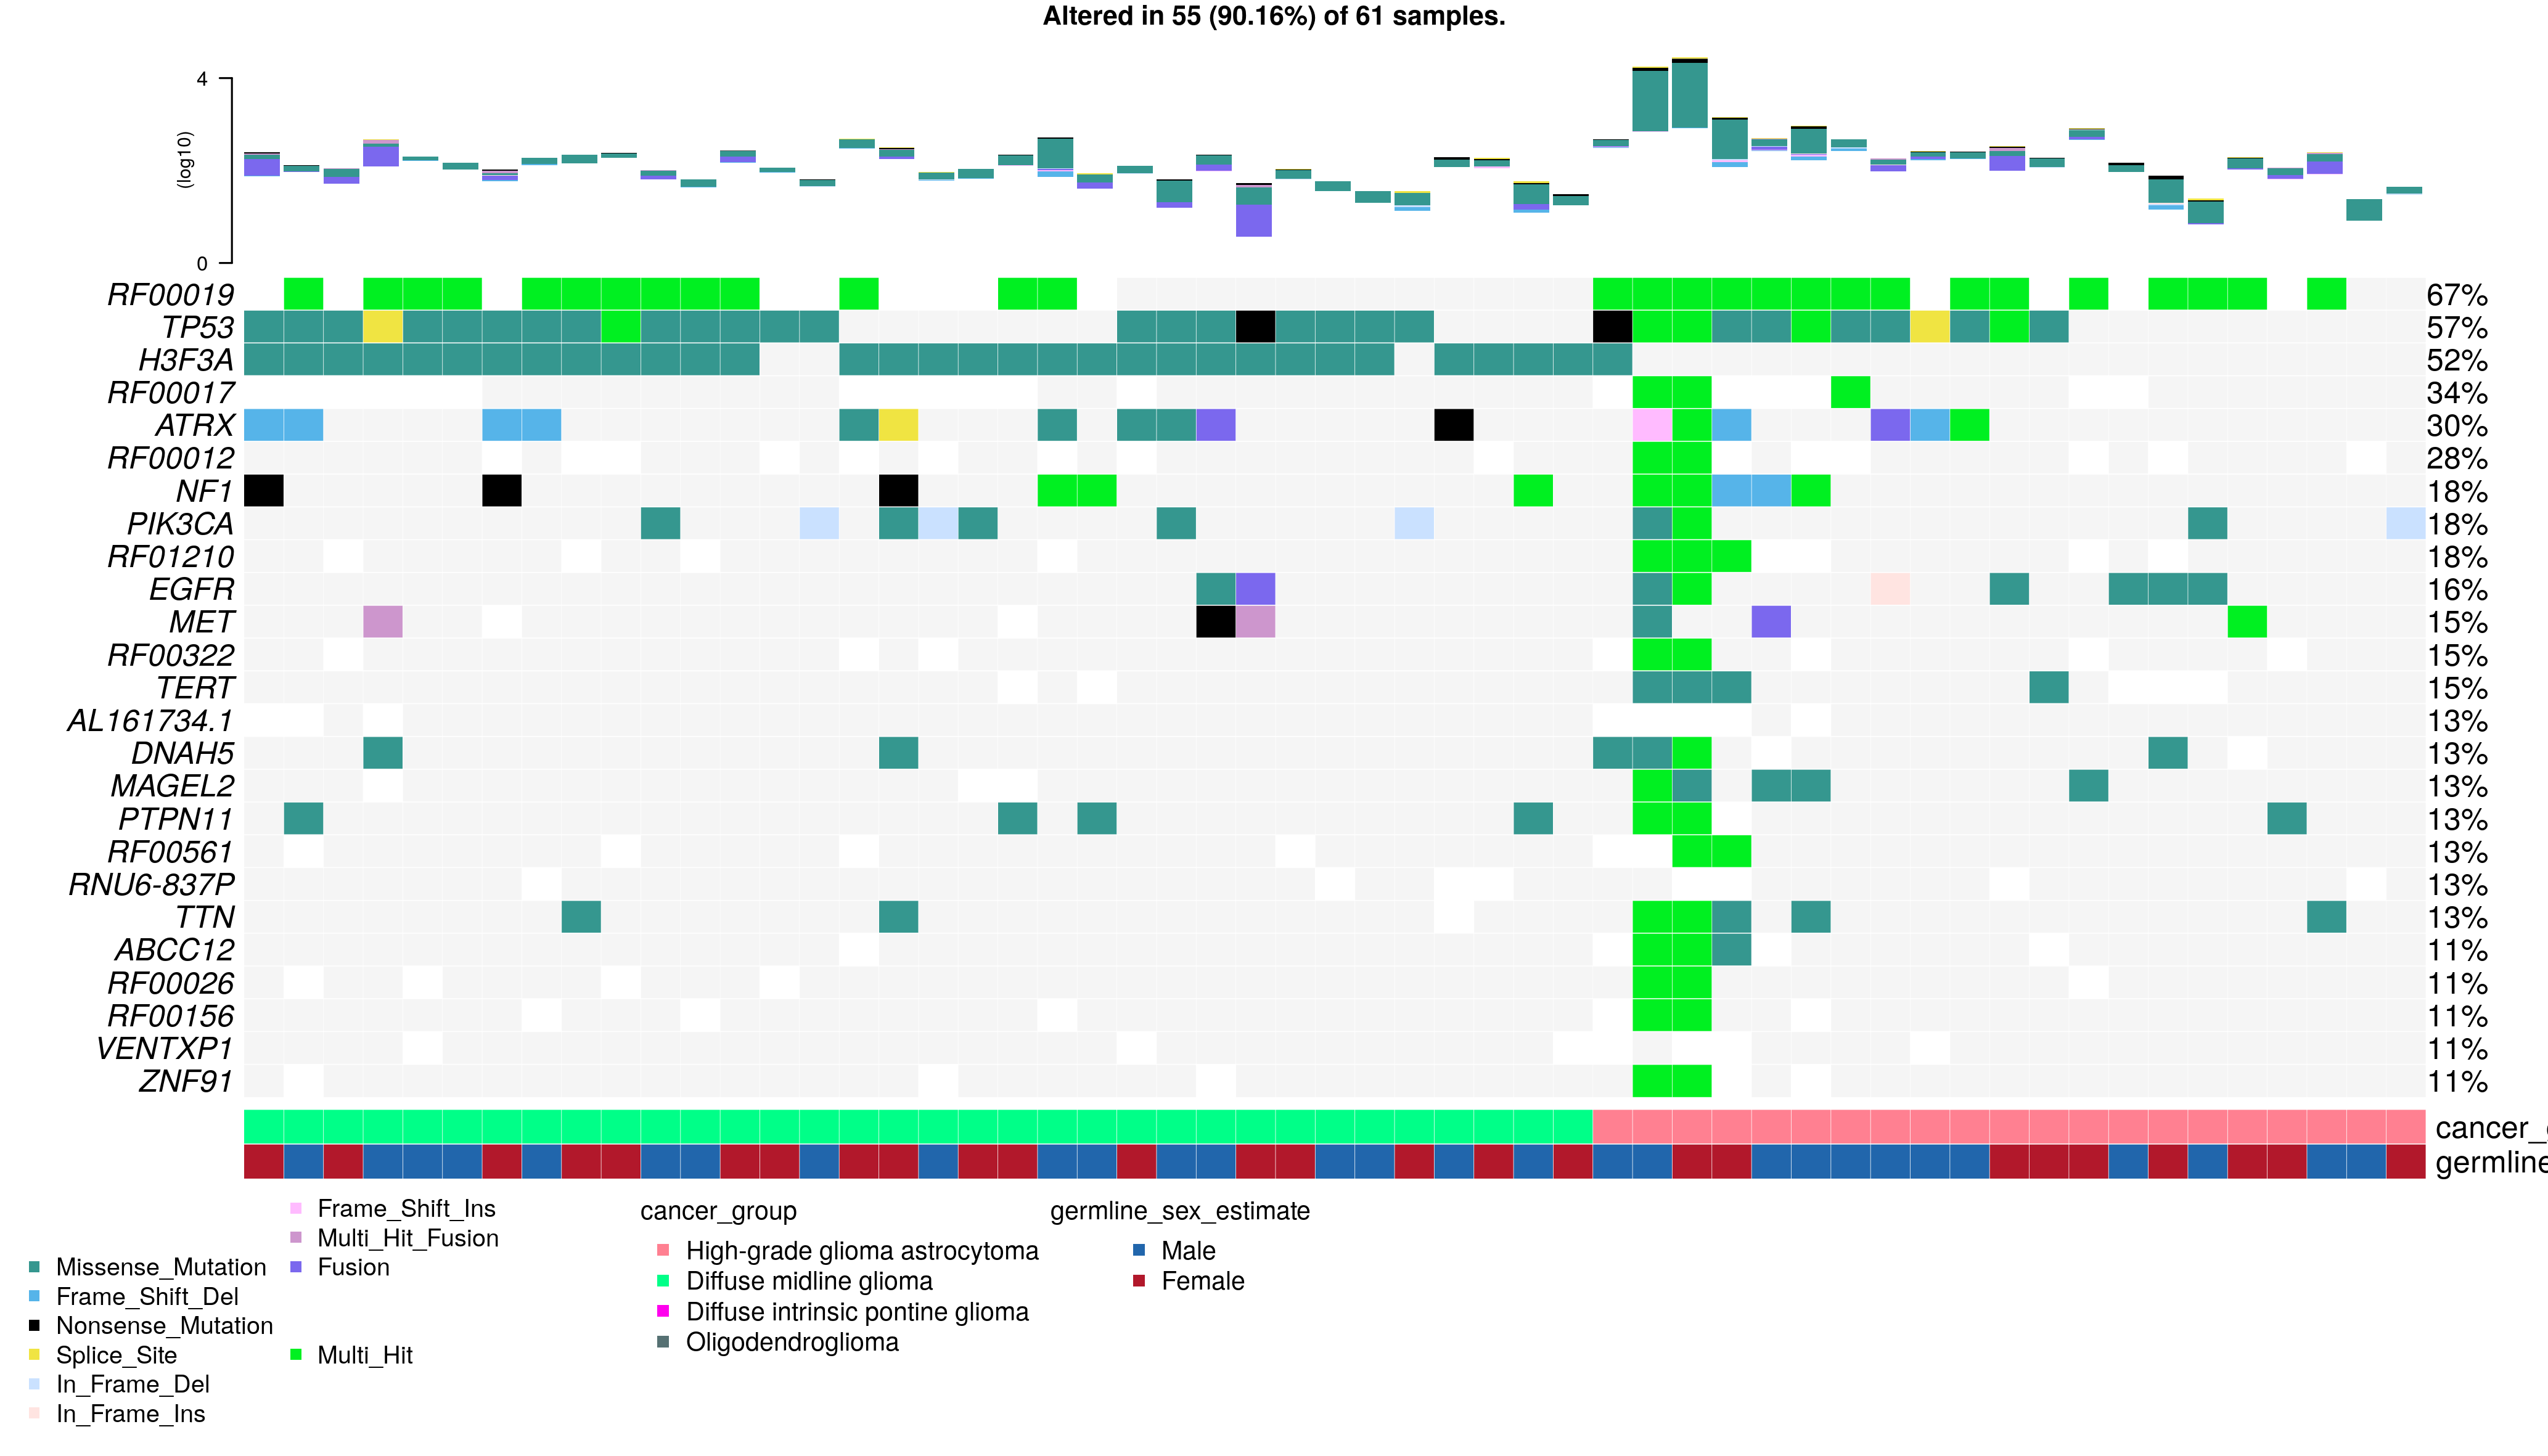 Altered in 55 (90.16%) of 61 samples.
4
(log10)
0
RF00019 67%
TP53 57%
H3F3A 52%
RF00017 34%
ATRX 30%
RF00012 28%
NF1 18%
PIK3CA 18%
RF01210 18%
EGFR 16%
MET 15%
RF00322 15%
TERT 15%
AL161734.1 13%
DNAH5 13%
MAGEL2 13%
PTPN11 13%
RF00561 13%
RNU6-837P 13%
TTN 13%
ABCC12 11%
RF00026 11%
RF00156 11%
VENTXP1 11%
ZNF91 11%
cancer_
germline
Missense_Mutation
Frame_Shift_Del
Nonsense_Mutation
Splice_Site
In_Frame_Del
In_Frame_Ins
Frame_Shift_Ins
Multi_Hit_Fusion
Fusion
Multi_Hit
cancer_group
High-grade glioma astrocytoma
Diffuse midline glioma
Diffuse intrinsic pontine glioma
Oligodendroglioma
germline_sex_estimate
Male
Female